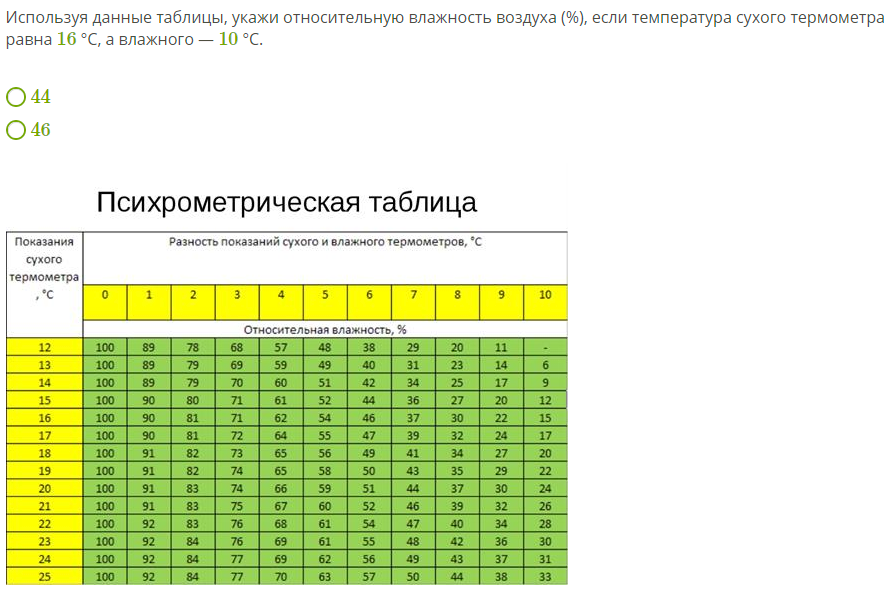 Используя данные таблицы, укажи относительную влажность воздуха (%), если температура сухого термометра
равна 16 °С, а влажного — 10 °С.
44
46
Психрометрическая таблица
Показания сухого термометра , °С
Разность показаний сухого и влажного термометров, °С
0 1 2 3 4 5 6 7 8 9 10
Относительная влажность, %
12 100 89 78 68 57 48 38 29 20 11 -
13 100 89 79 69 59 49 40 31 23 14 6
14 100 89 79 70 60 51 42 34 25 17 9
15 100 90 80 71 61 52 44 36 27 20 12
16 100 90 81 71 62 54 46 37 30 22 15
17 100 90 81 72 64 55 47 39 32 24 17
18 100 91 82 73 65 56 49 41 34 27 20
19 100 91 82 74 65 58 50 43 35 29 22
20 100 91 83 74 66 59 51 44 37 30 24
21 100 91 83 75 67 60 52 46 39 32 26
22 100 92 83 76 68 61 54 47 40 34 28
23 100 92 84 76 69 61 55 48 42 36 30
24 100 92 84 77 69 62 56 49 43 37 31
25 100 92 84 77 70 63 57 50 44 38 33